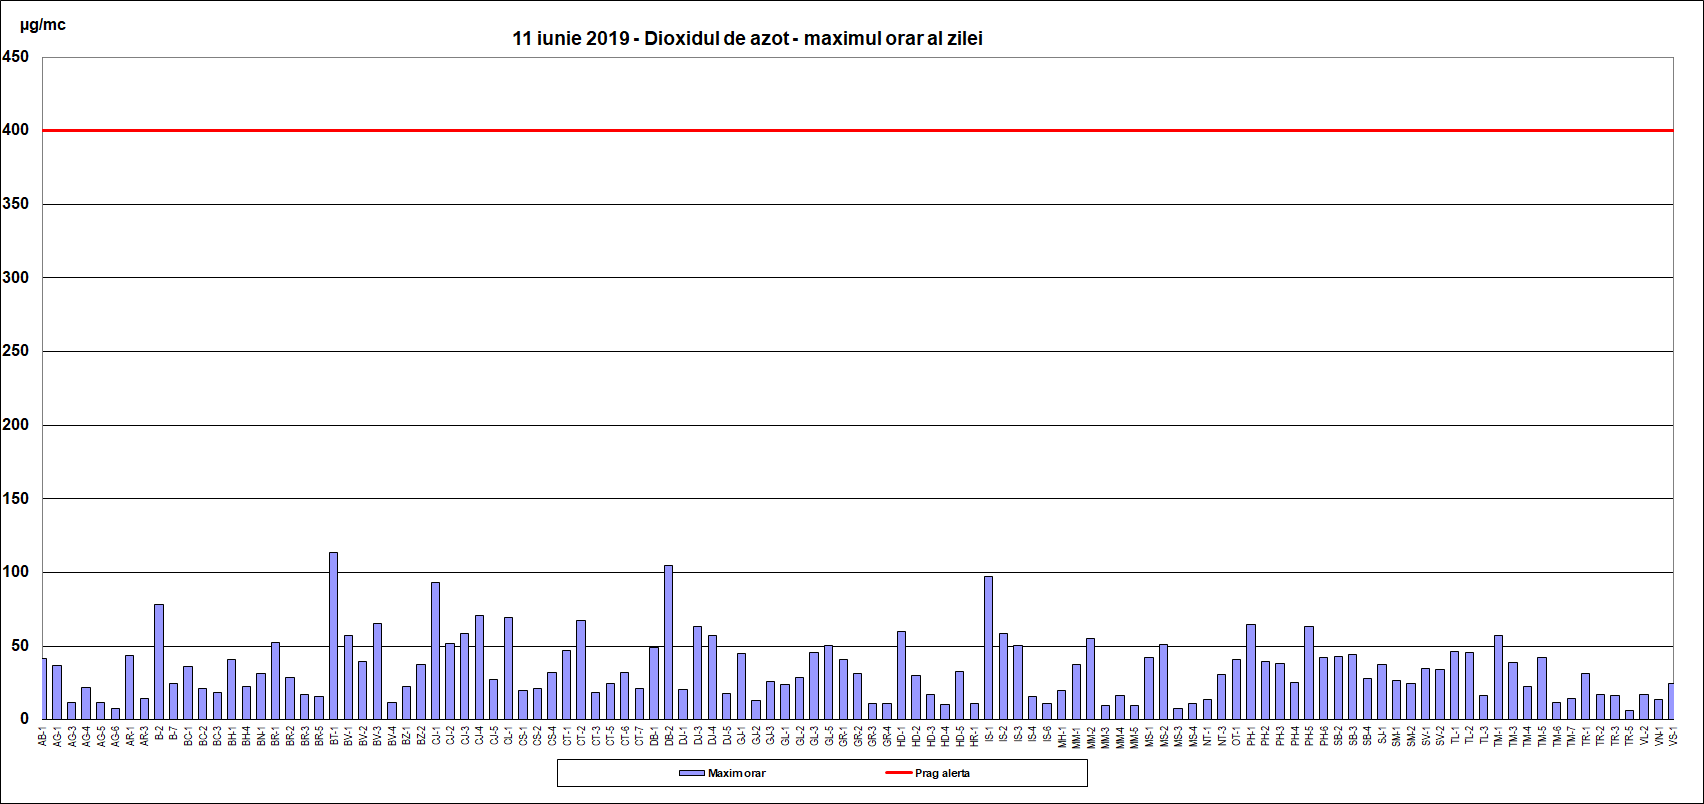 µg/mc
11 iunie 2019 - Dioxidul de azot - maximul orar al zilei
450
400
350
300
250
200
150
100
50
0
AB-1 AG-1 AG-3 AG-4 AG-5 AG-6 AR-1 AR-3 B-2 B-7 BC-1 BC-2 BC-3 BH-1 BH-4 BN-1 BR-1 BR-2 BR-3 BR-5 BT-1 BV-1 BV-2 BV-3 BV-4 BZ-1 BZ-2 CJ-1 CJ-2 CJ-3 CJ-4 CJ-5 CL-1 CS-1 CS-2 CS-4 CT-1 CT-2 CT-3 CT-5 CT-6 CT-7 DB-1 DB-2 DJ-1 DJ-3 DJ-4 DJ-5 GJ-1 GJ-2 GJ-3 GL-1 GL-2 GL-3 GL-5 GR-1 GR-2 GR-3 GR-4 HD-1 HD-2 HD-3 HD-4 HD-5 HR-1 IS-1 IS-2 IS-3 IS-4 IS-6 MH-1 MM-1 MM-2 MM-3 MM-4 MM-5 MS-1 MS-2 MS-3 MS-4 NT-1 NT-3 OT-1 PH-1 PH-2 PH-3 PH-4 PH-5 PH-6 SB-2 SB-3 SB-4 SJ-1 SM-1 SM-2 SV-1 SV-2 TL-1 TL-2 TL-3 TM-1 TM-3 TM-4 TM-5 TM-6 TM-7 TR-1 TR-2 TR-3 TR-5 VL-2 VN-1 VS-1
Maxim orar Prag alerta